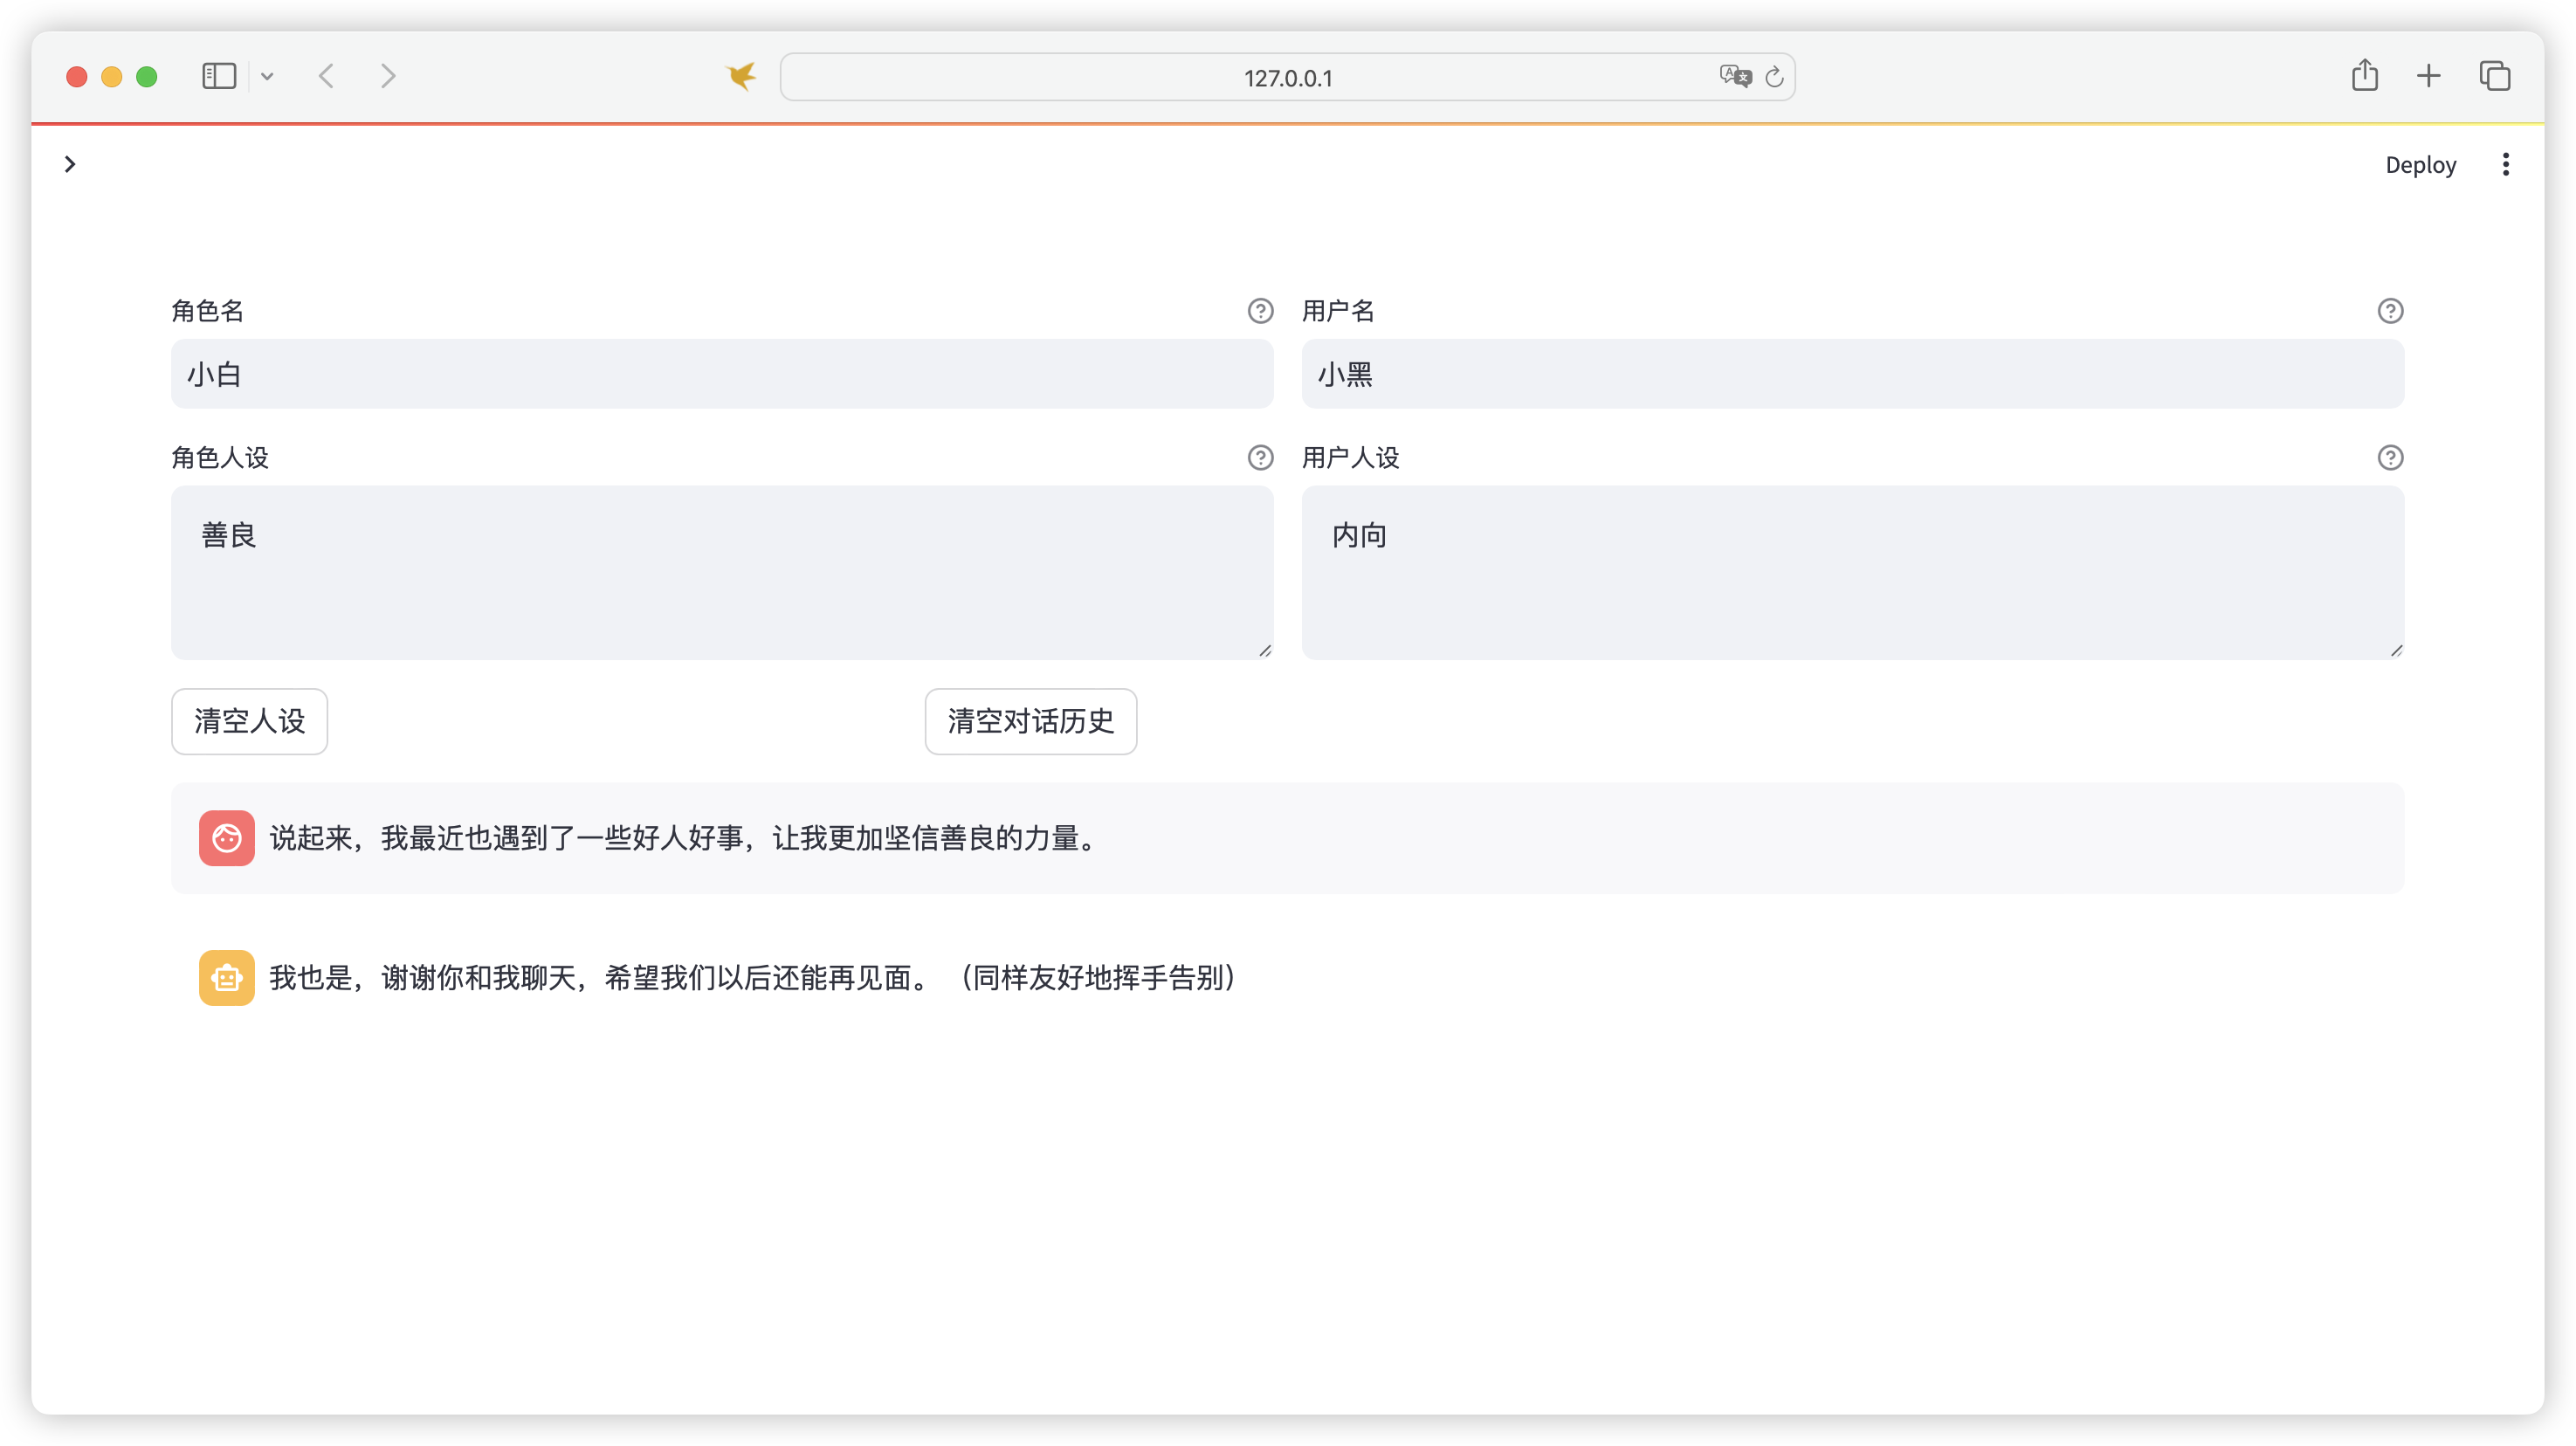 127.0.0.1
Deploy
角色名
用户名
小白
小黑
角色人设
用户人设
善良
内向
清空人设
清空对话历史
说起来，我最近也遇到了一些好人好事，让我更加坚信善良的力量。
我也是，谢谢你和我聊天，希望我们以后还能再见面。（同样友好地挥手告别）